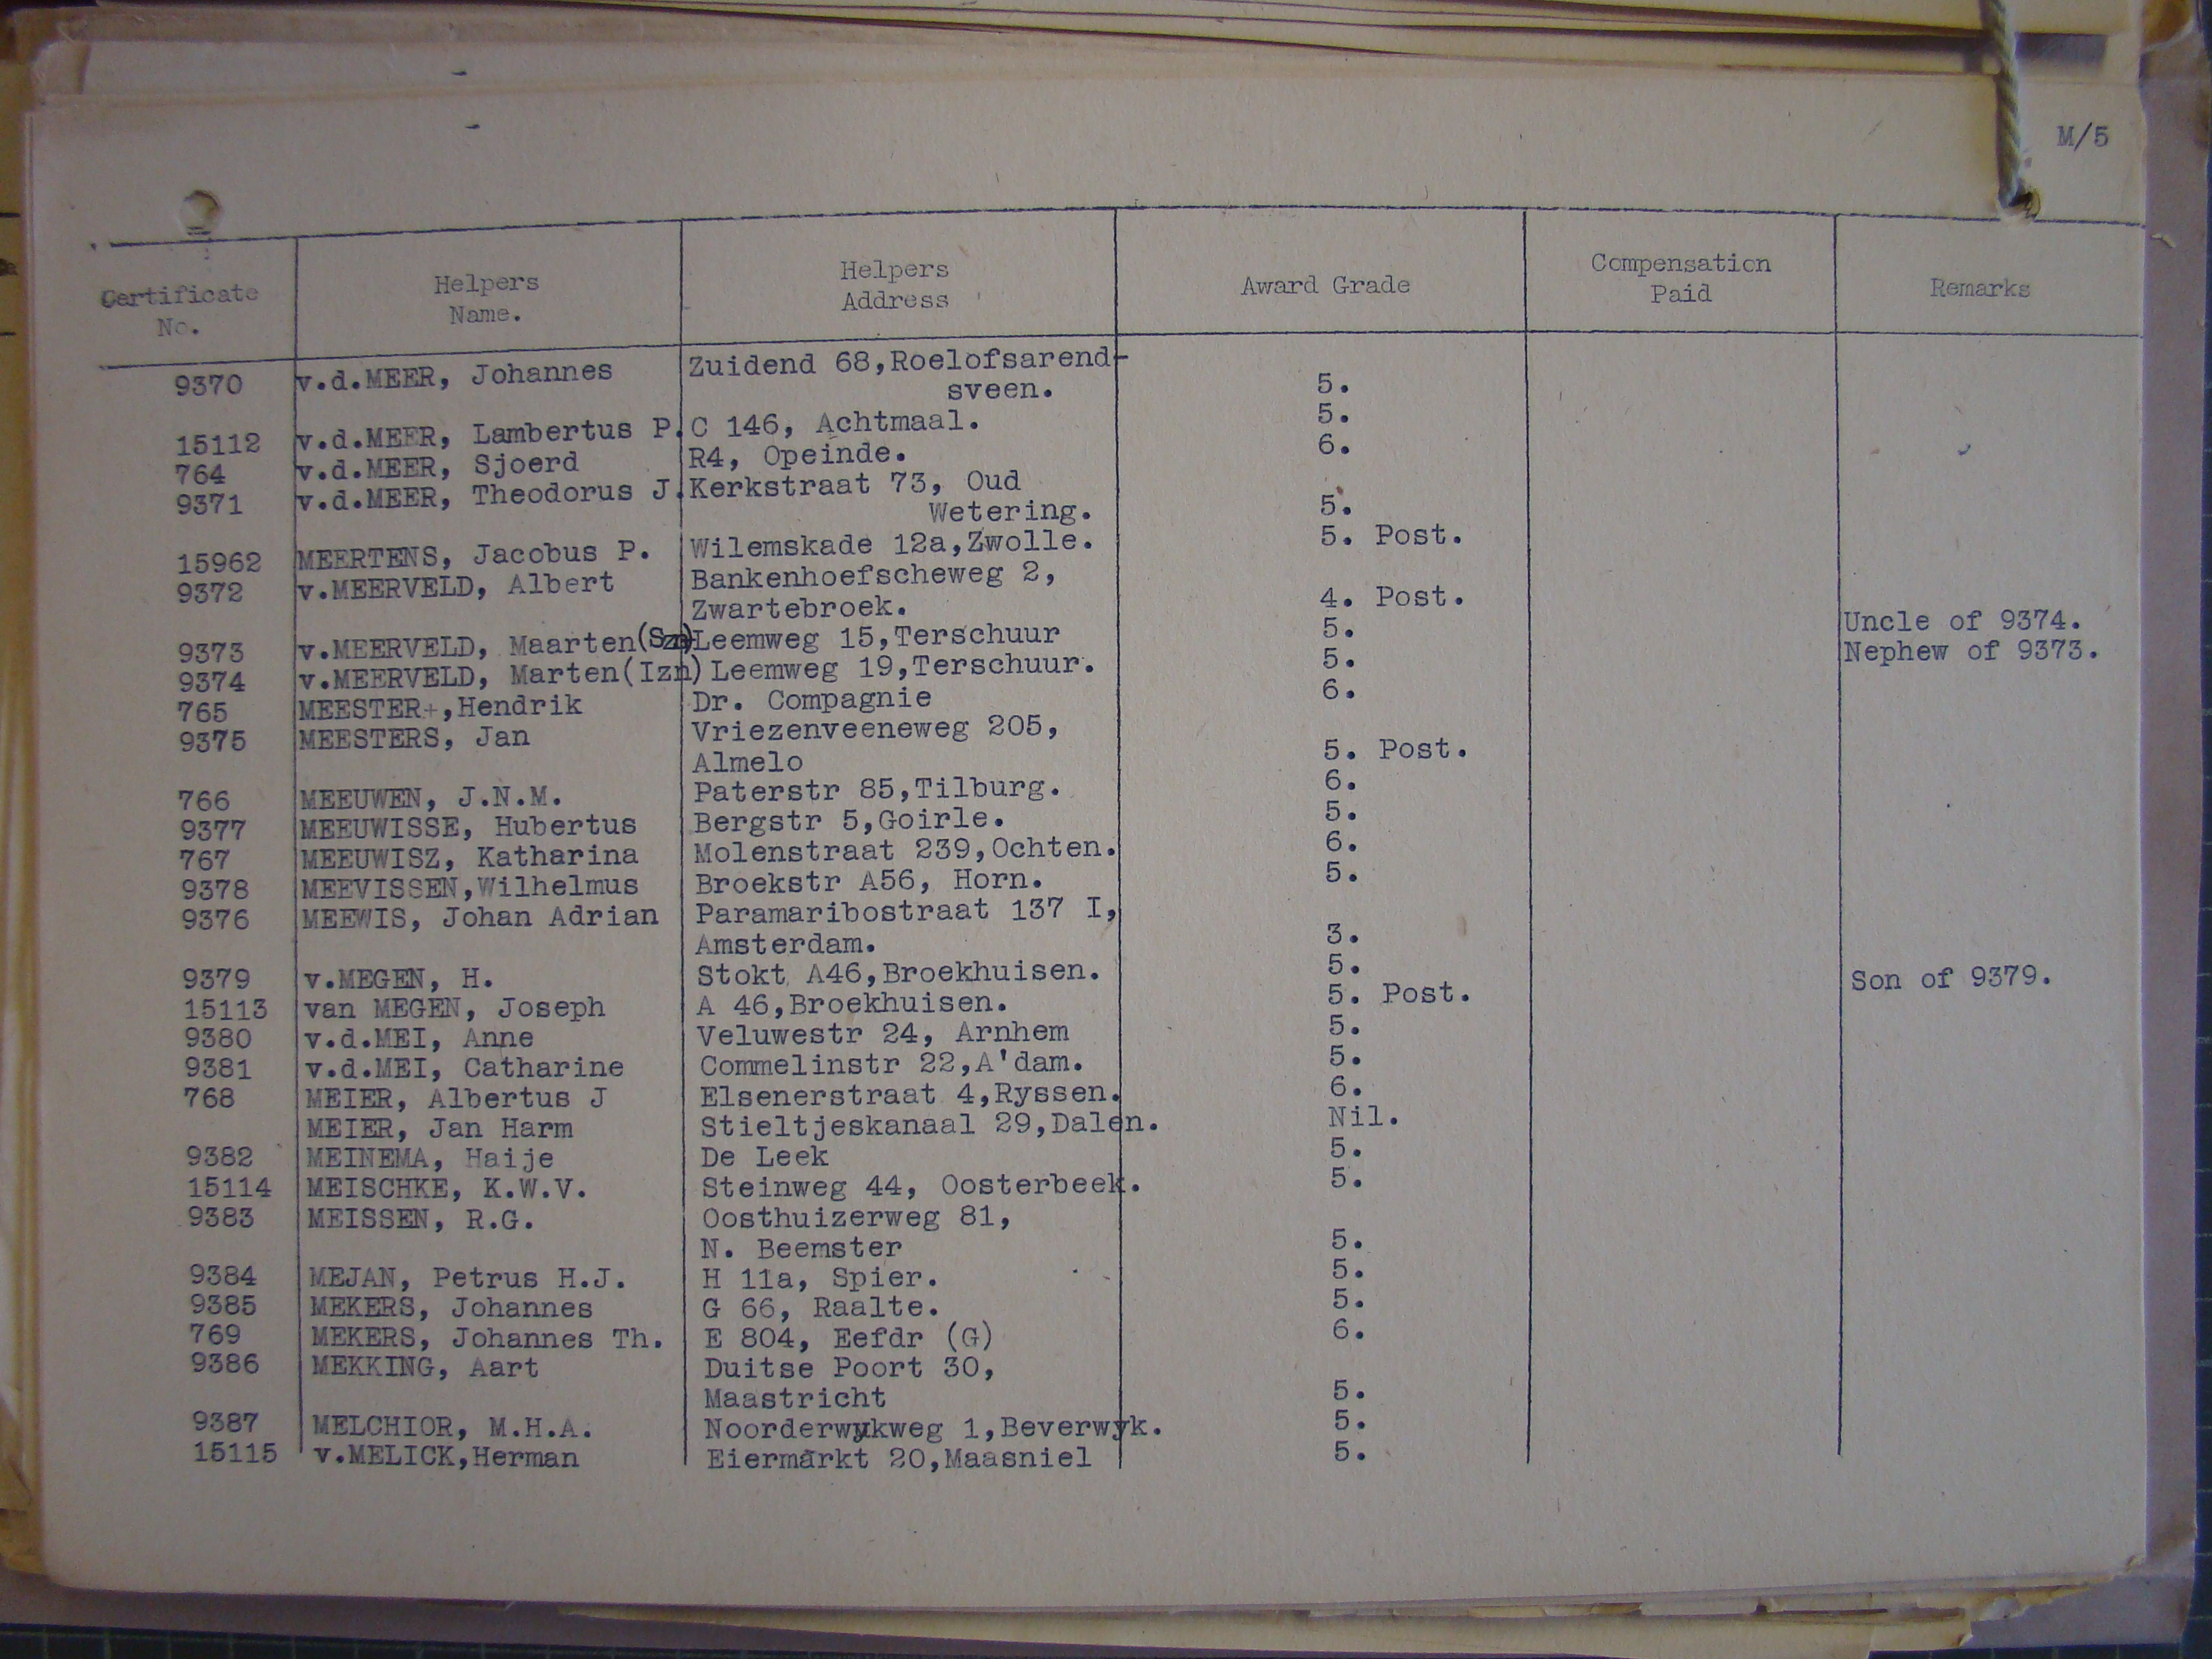 M/5
Certificate No. Helpers Name. Helpers Address Award Grade Compensation Paid Remarks
9370 v.d.MEER, Johannes Zuidend 68,Roelofsarend-
sveen. 5.
15112 v.d.MEER, Lambertus P. C 146, Achtmaal. 5.
764 v.d.MEER, Sjoerd R4, Opeinde. 6.
9371 v.d.MEER, Theodorus J. Kerkstraat 73, Oud
Wetering. 5.
15962 MEERTENS, Jacobus P. Wilemskade 12a,Zwolle. 5. Post.
9372 v.MEERVELD, Albert Bankenhoefscheweg 2,
Zwartebroek. 4. Post.
9373 v.MEERVELD, Maarten(Szn) Leemweg 15,Terschuur 5. Uncle of 9374.
9374 v.MEERVELD, Marten(Izn) Leemweg 19,Terschuur. 5. Nephew of 9373.
765 MEESTER+,Hendrik Dr. Compagnie 6.
9375 MEESTERS, Jan Vriezenveeneweg 205,
Almelo 5. Post.
766 MEEUWEN, J.N.M. Paterstr 85,Tilburg. 6.
9377 MEEUWISSE, Hubertus Bergstr 5,Goirle. 5.
767 MEEUWISZ, Katharina Molenstraat 239,Ochten. 6.
9378 MEEVISSEN,Wilhelmus Broekstr A56, Horn. 5.
9376 MEEWIS, Johan Adrian Paramaribostraat 137 I,
Amsterdam. 3.
9379 v.MEGEN, H. Stokt A46,Broekhuisen. 5.
15113 van MEGEN, Joseph A 46,Broekhuisen. 5. Post. Son of 9379.
9380 v.d.MEI, Anne Veluwestr 24, Arnhem 5.
9381 v.d.MEI, Catharine Commelinstr 22,A'dam. 5.
768 MEIER, Albertus J Elsenerstraat 4,Ryssen. 6.
MEIER, Jan Harm Stieltjeskanaal 29,Dalen. Nil.
9382 MEINEMA, Haije De Leek 5.
15114 MEISCHKE, K.W.V. Steinweg 44, Oosterbeek. 5.
9383 MEISSEN, R.G. Oosthuizerweg 81,
N. Beemster 5.
9384 MEJAN, Petrus H.J. H 11a, Spier. 5.
9385 MEKERS, Johannes G 66, Raalte. 5.
769 MEKERS, Johannes Th. E 804, Eefdr (G) 6.
9386 MEKKING, Aart Duitse Poort 30,
Maastricht 5.
9387 MELCHIOR, M.H.A. Noorderwykweg 1,Beverwyk. 5.
15115 v.MELICK,Herman Eiermarkt 20,Maasniel 5.